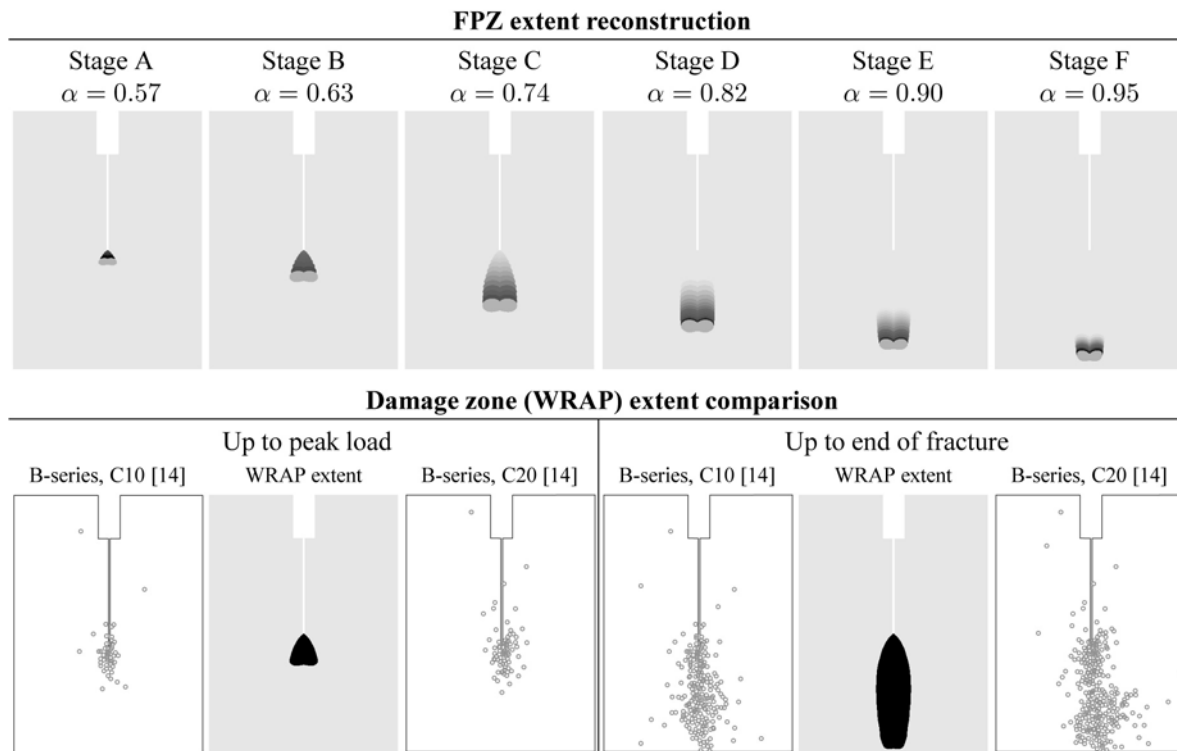 FPZ extent reconstruction
Stage A Stage B Stage C Stage D Stage E Stage F
α = 0.57 α = 0.63 α = 0.74 α = 0.82 α = 0.90 α = 0.95
Damage zone (WRAP) extent comparison
Up to peak load Up to end of fracture
B-series, C10 [14] WRAP extent B-series, C20 [14] B-series, C10 [14] WRAP extent B-series, C20 [14]